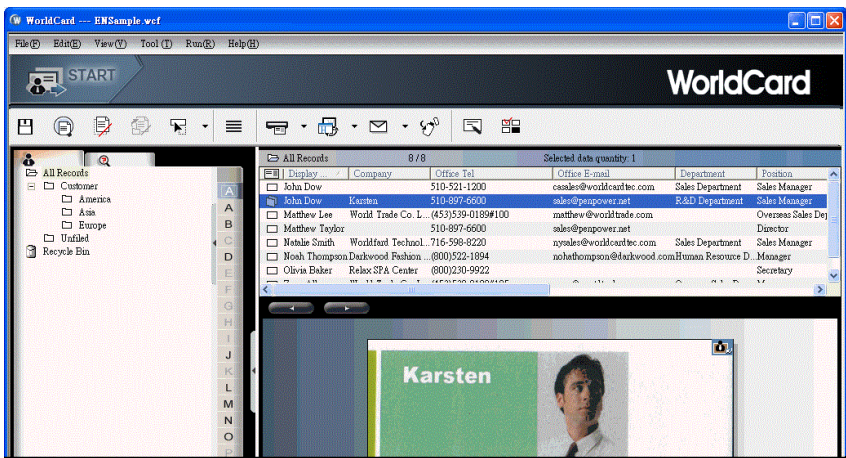 WorldCard --- ENSample.wcf
File(F) Edit(E) View(V) Tool (T) Run(R) Help(H)
START
WorldCard
All Records 8 / 8 Selected data quantity: 1
All Records
Customer
America
Asia
Europe
Unfiled
Recycle Bin
A
A
B
C
D
E
F
G
H
I
J
K
L
M
N
O
P
Display ... Company Office Tel Office E-mail Department Position
John Dow 510-521-1200 casales@worldcardtec.com Sales Department Sales Manager
John Dow Karsten 510-897-6600 sales@penpower.net R&D Department Sales Manager
Matthew Lee World Trade Co. L...(453)539-0189#100 matthew@worldtrade.com Overseas Sales Dep
Matthew Taylor 510-897-6600 sales@penpower.net Director
Natalie Smith Worldfard Technol...716-598-8220 nysales@worldcardtec.com Sales Department Sales Manager
Noah Thompson Darkwood Fashion ...(800)522-1894 nohathompson@darkwood.com Human Resource D...Manager
Olivia Baker Relax SPA Center (800)230-9922 Secretary
Karsten